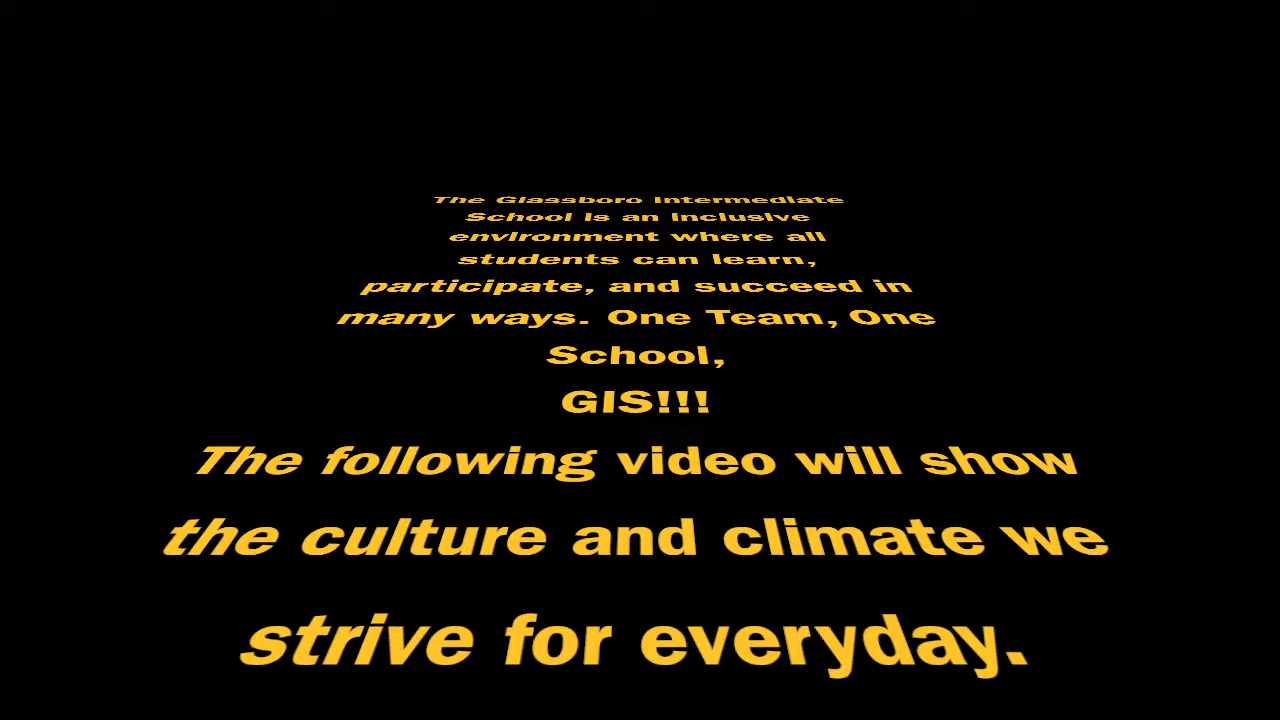 The Glassboro Intermediate
School is an inclusive
environment where all
students can learn,
participate, and succeed in
many ways. One Team, One
School,
GIS!!!
The following video will show
the culture and climate we
strive for everyday.